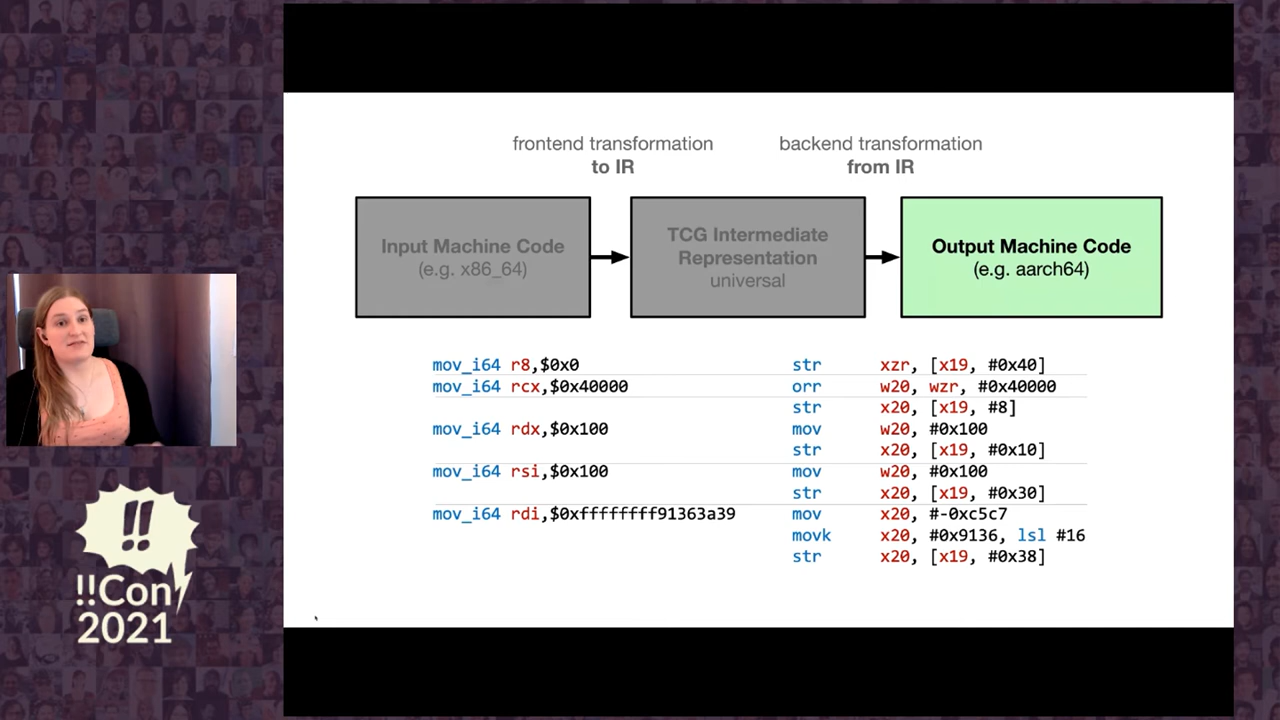 frontend transformation
to IR
backend transformation
from IR
Input Machine Code
(e.g. x86_64)
TCG Intermediate
Representation
universal
Output Machine Code
(e.g. aarch64)
mov_i64 r8,$0x0
str xzr, [x19, #0x40]
mov_i64 rcx,$0x40000
orr w20, wzr, #0x40000
str x20, [x19, #8]
mov_i64 rdx,$0x100
mov w20, #0x100
str x20, [x19, #0x10]
mov_i64 rsi,$0x100
mov w20, #0x100
str x20, [x19, #0x30]
mov_i64 rdi,$0xffffffff91363a39
mov x20, #-0xc5c7
movk x20, #0x9136, lsl #16
str x20, [x19, #0x38]
!!
!!Con
2021